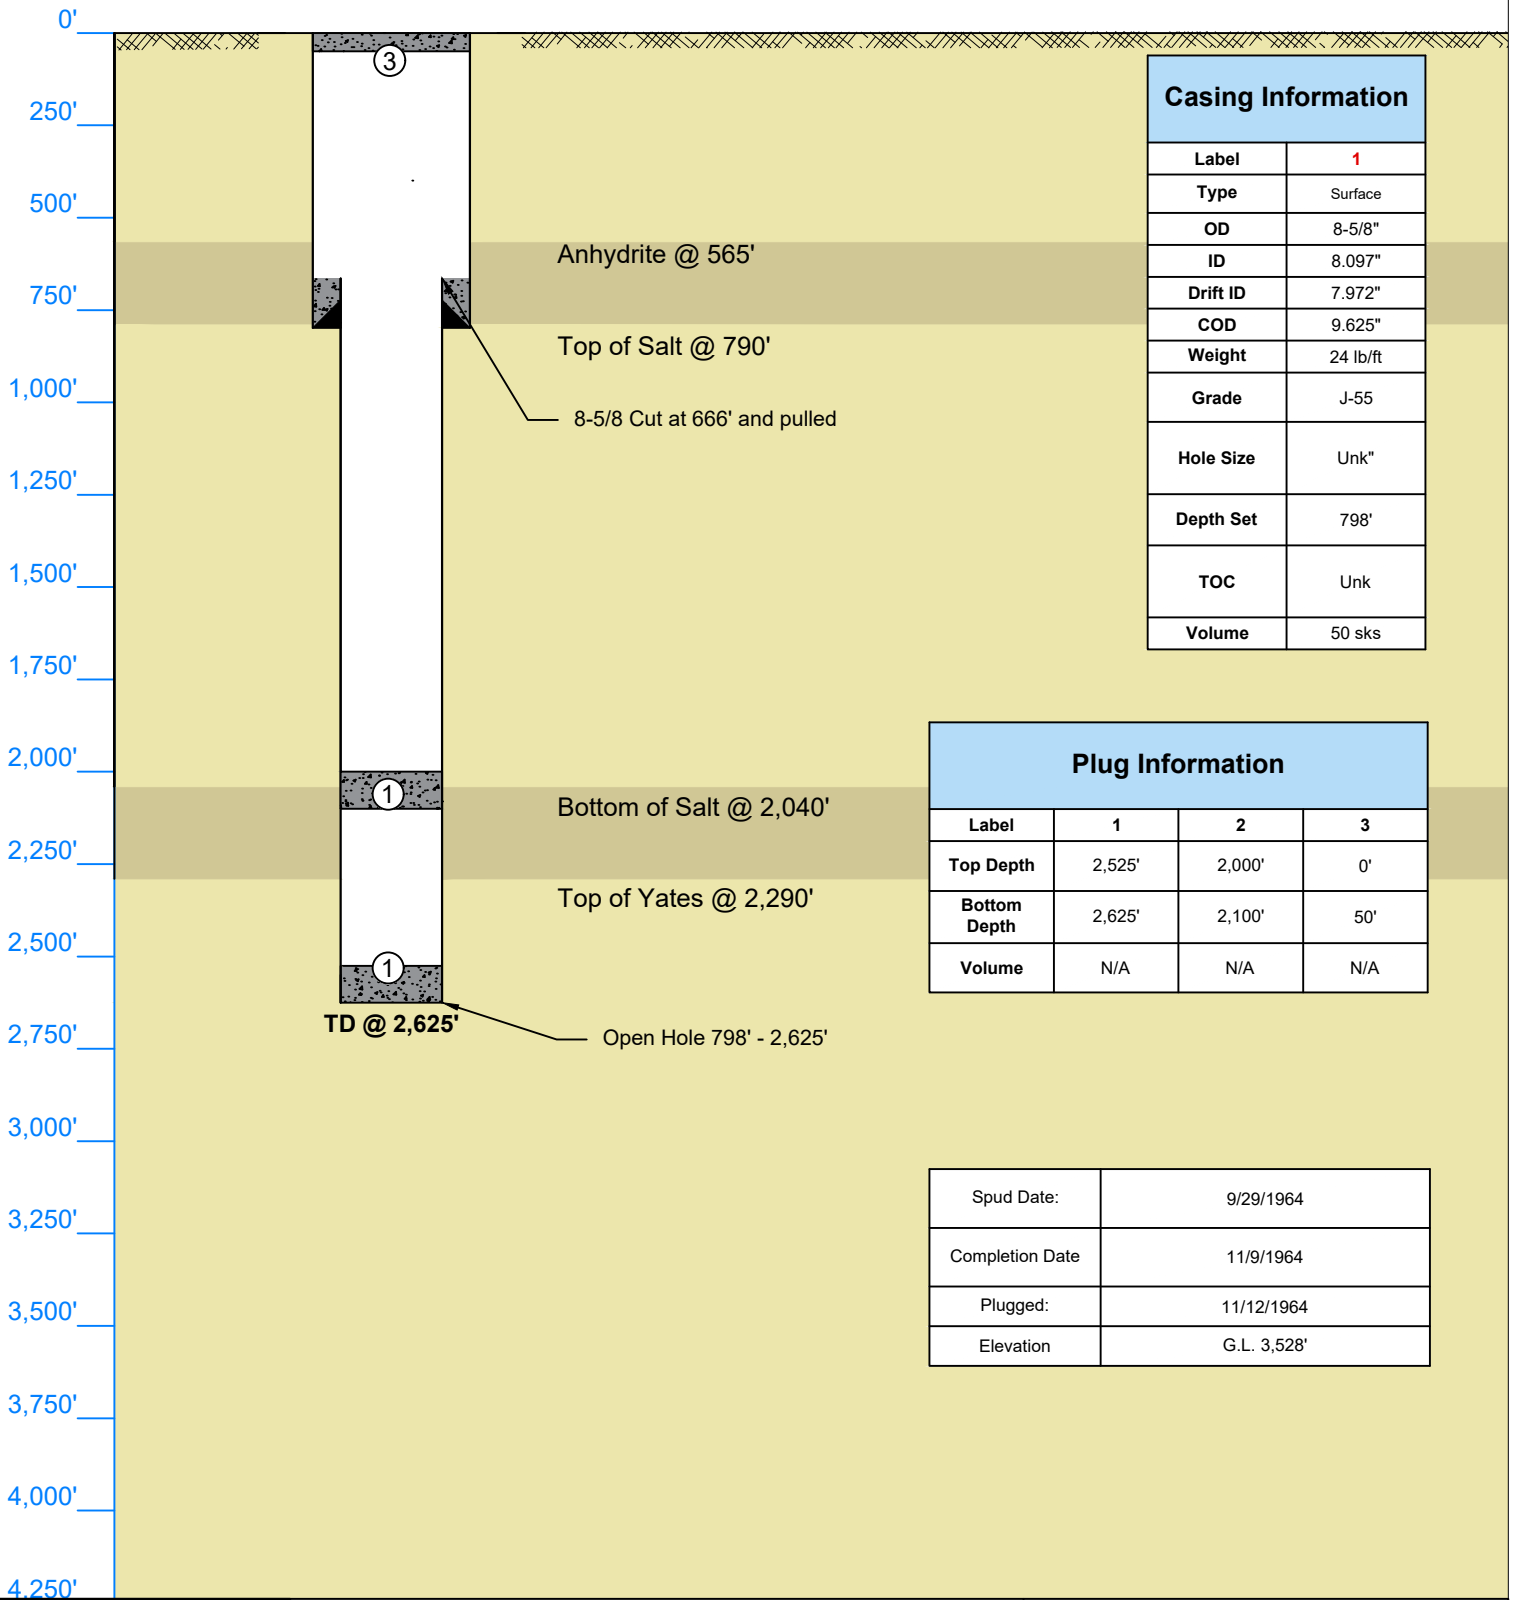 0'
250'
500'
750'
1,000'
1,250'
1,500'
1,750'
2,000'
2,250'
2,500'
2,750'
3,000'
3,250'
3,500'
3,750'
4,000'
4,250'
3
Anhydrite @ 565'
Top of Salt @ 790'
8-5/8 Cut at 666' and pulled
1
Bottom of Salt @ 2,040'
Top of Yates @ 2,290'
1
TD @ 2,625'
Open Hole 798' - 2,625'
Casing Information
Label 1
Type Surface
OD 8-5/8"
ID 8.097"
Drift ID 7.972"
COD 9.625"
Weight 24 lb/ft
Grade J-55
Hole Size Unk"
Depth Set 798'
TOC Unk
Volume 50 sks
Plug Information
Label 1 2 3
Top Depth 2,525' 2,000' 0'
Bottom
Depth 2,625' 2,100' 50'
Volume N/A N/A N/A
Spud Date: 9/29/1964
Completion Date 11/9/1964
Plugged: 11/12/1964
Elevation G.L. 3,528'